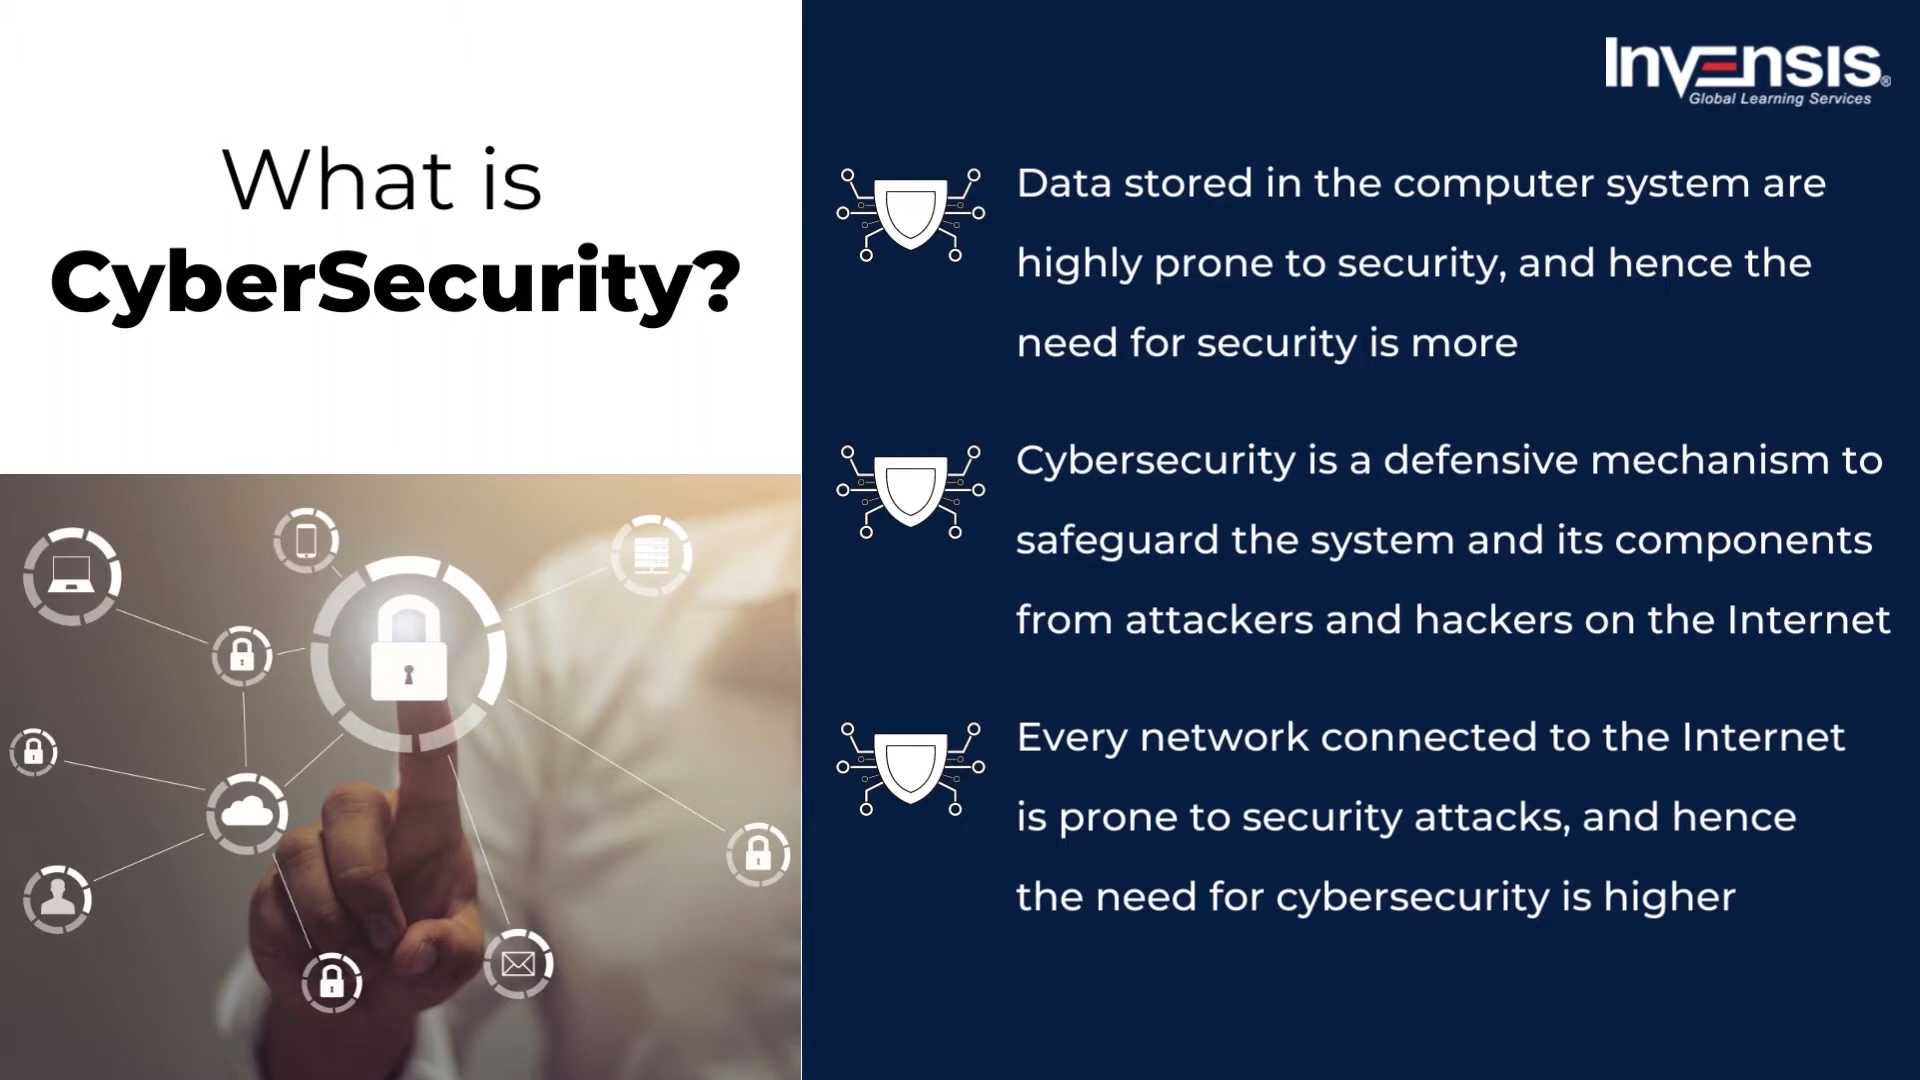 What is
CyberSecurity?
Invensis®
Global Learning Services
Data stored in the computer system are
highly prone to security, and hence the
need for security is more
Cybersecurity is a defensive mechanism to
safeguard the system and its components
from attackers and hackers on the Internet
Every network connected to the Internet
is prone to security attacks, and hence
the need for cybersecurity is higher